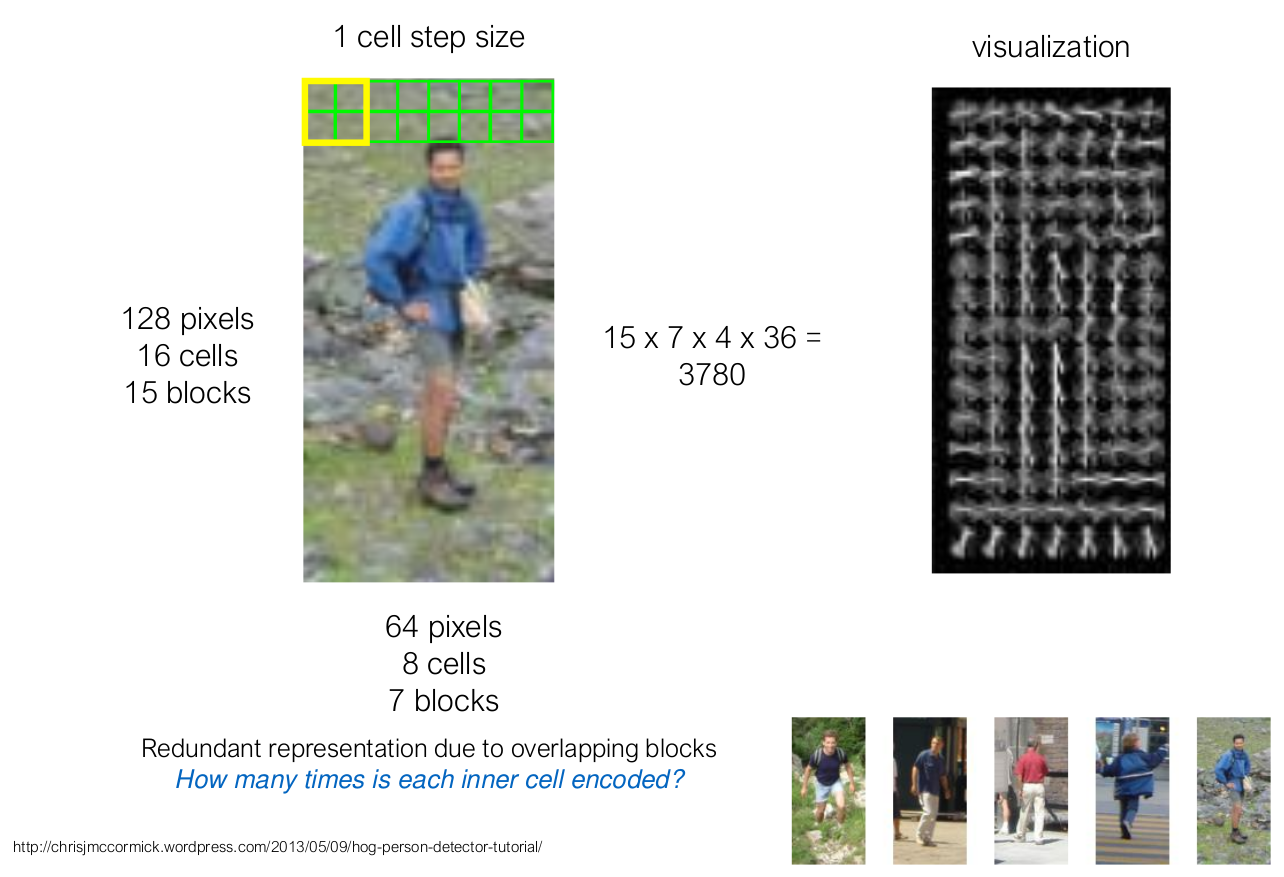 1 cell step size
visualization
128 pixels
16 cells
15 blocks
15 x 7 x 4 x 36 =
3780
64 pixels
8 cells
7 blocks
Redundant representation due to overlapping blocks
How many times is each inner cell encoded?
http://chrisjmccormick.wordpress.com/2013/05/09/hog-person-detector-tutorial/